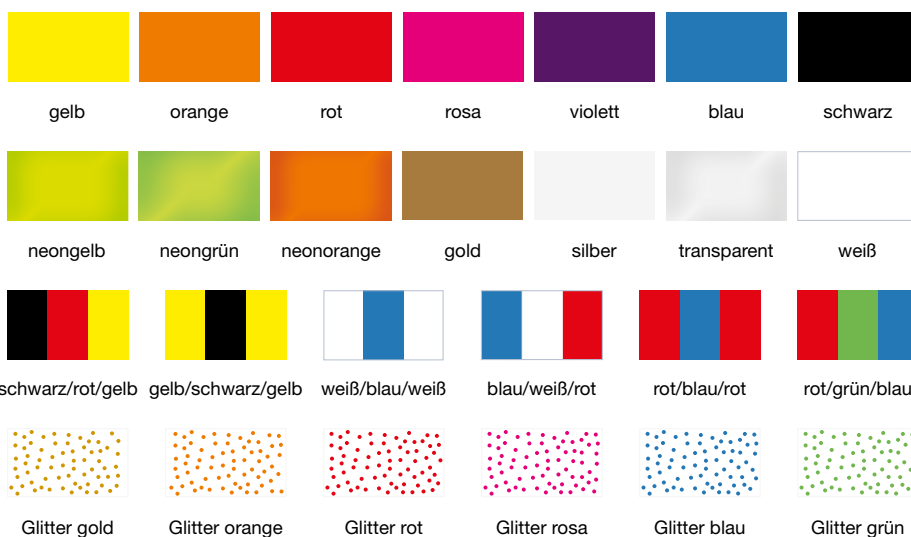 gelb orange rot rosa violett blau schwarz
neongelb neongrün neonorange gold silber transparent weiß
schwarz/rot/gelb gelb/schwarz/gelb weiß/blau/weiß blau/weiß/rot rot/blau/rot rot/grün/blau
Glitter gold Glitter orange Glitter rot Glitter rosa Glitter blau Glitter grün